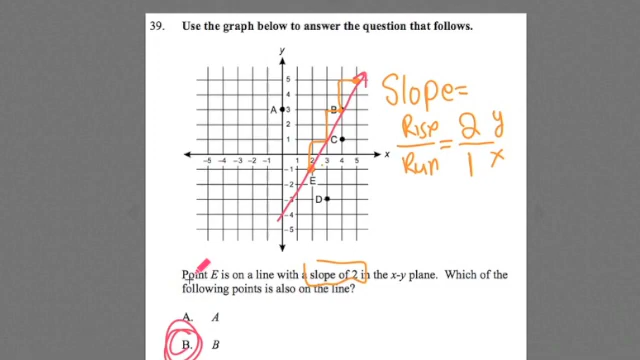 39. Use the graph below to answer the question that follows.
y
5
4
A 3 B
2
1 C
-5 -4 -3 -2 -1 1 2 3 4 5 x
-1
-2 E
-3 D
-4
-5
Slope=
Rise = 2 y
Run 1 x
Point E is on a line with a slope of 2 in the x-y plane. Which of the
following points is also on the line?
A. A
B. B